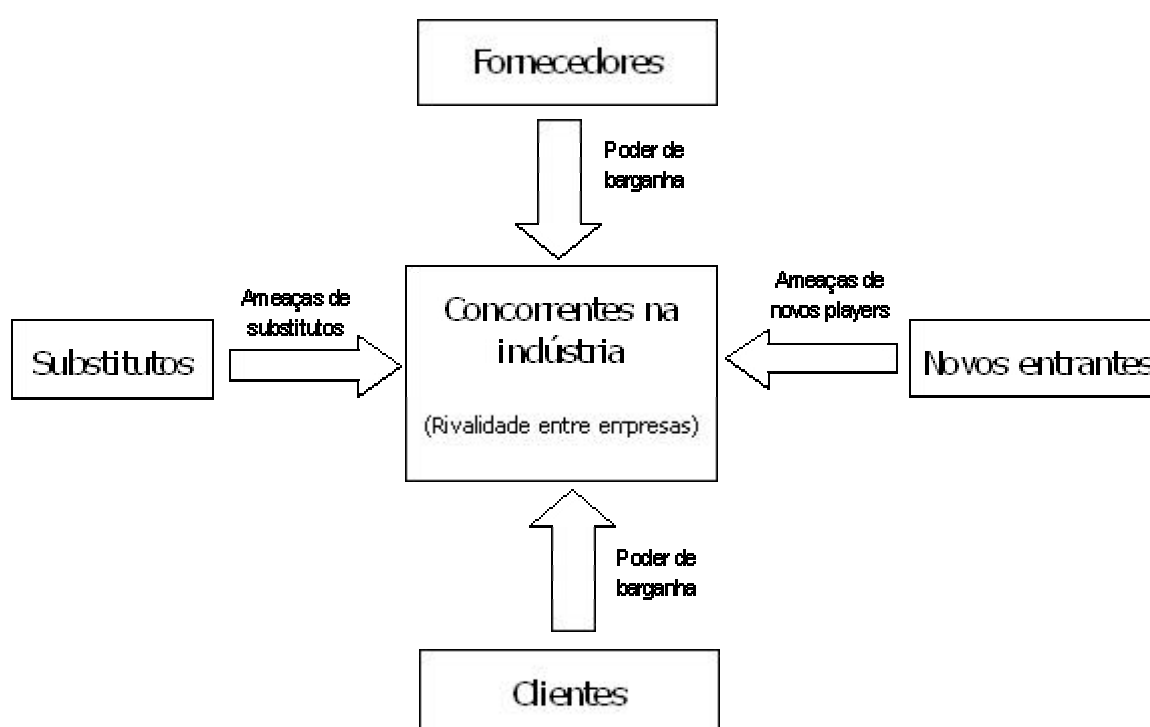 Fornecedores
Poder de
barganha
Ameaças de
substitutos
Substitutos
Concorrentes na
indústria
(Rivalidade entre empresas)
Ameaças de
novos players
Novos entrantes
Poder de
barganha
Clientes